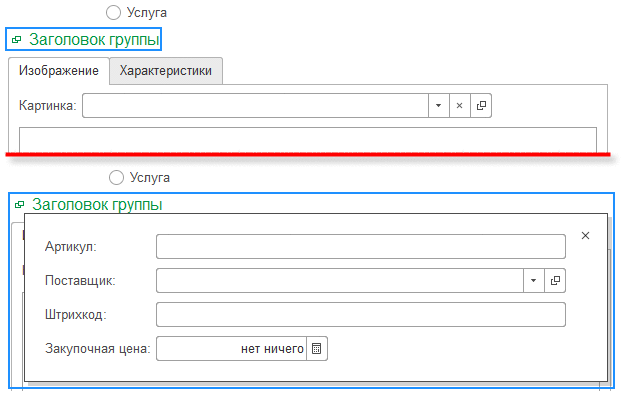 Услуга
Заголовок группы
Изображение Характеристики
Картинка:
Услуга
Заголовок группы
Артикул:
Поставщик:
Штрихкод:
Закупочная цена: нет ничего